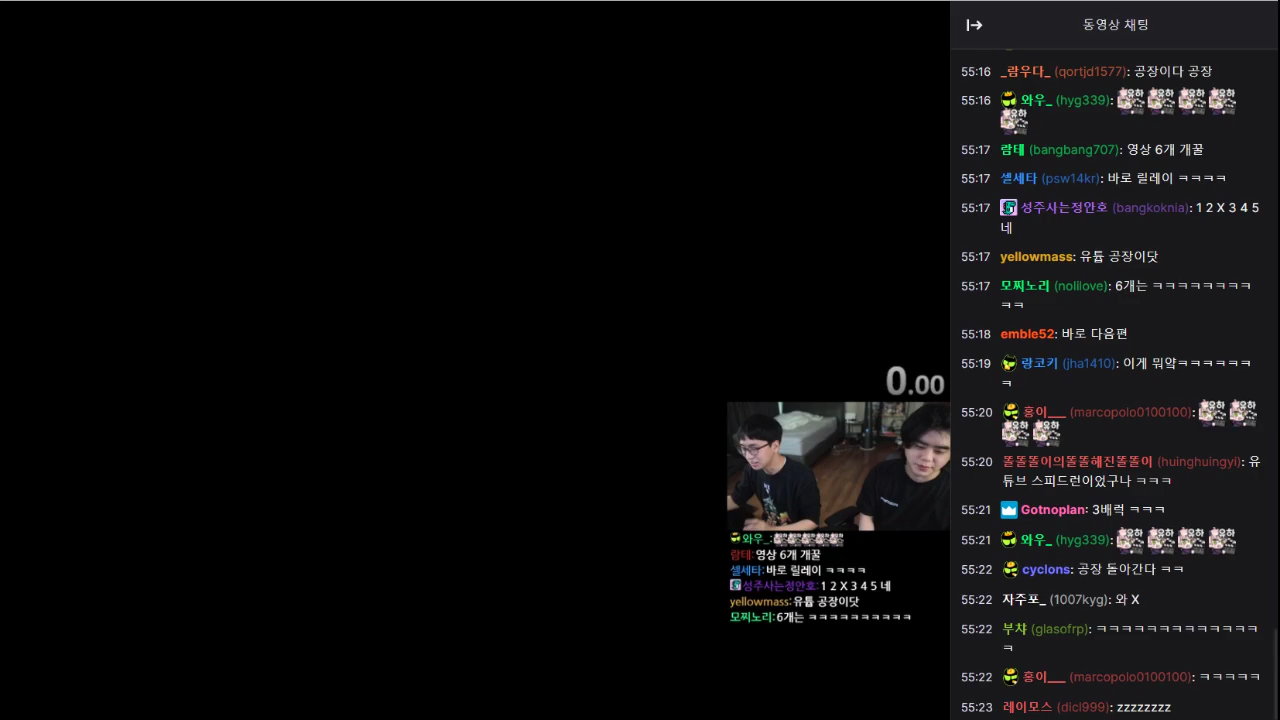 동영상 채팅
55:16 _람우다_ (qortjd1577): 공장이다 공장
55:16 와우_ (hyg339):
55:17 람테 (bangbang707): 영상 6개 개꿀
55:17 셀세타 (psw14kr): 바로 릴레이 ㅋㅋㅋㅋ
55:17 성주사는정안호 (bangkoknia): 1 2 X 3 4 5
네
55:17 yellowmass: 유튭 공장이닷
55:17 모찌노리 (nolilove): 6개는 ㅋㅋㅋㅋㅋㅋㅋㅋ
ㅋㅋ
55:18 emble52: 바로 다음편
55:19 랑코키 (jha1410): 이게 뭐얔ㅋㅋㅋㅋㅋㅋ
ㅋ
55:20 홍이___ (marcopolo0100100):
55:20 똘똘똘이의똘똘해진똘똘이 (huinghuingyi): 유
튜브 스피드런이었구나 ㅋㅋㅋ
55:21 Gotnoplan: 3배럭 ㅋㅋㅋ
55:21 와우_ (hyg339):
55:22 cyclons: 공장 돌아간다 ㅋㅋ
55:22 자주포_ (1007kyg): 와 X
55:22 부챠 (glasofrp): ㅋㅋㅋㅋㅋㅋㅋㅋㅋㅋㅋㅋㅋ
ㅋ
55:22 홍이___ (marcopolo0100100): ㅋㅋㅋㅋㅋ
55:23 레이모스 (dicl999): zzzzzzzz
0.00
와우_:
람테: 영상 6개 개꿀
셀세타: 바로 릴레이 ㅋㅋㅋㅋ
성주사는정안호: 1 2 X 3 4 5 네
yellowmass: 유튭 공장이닷
모찌노리: 6개는 ㅋㅋㅋㅋㅋㅋㅋㅋㅋㅋ